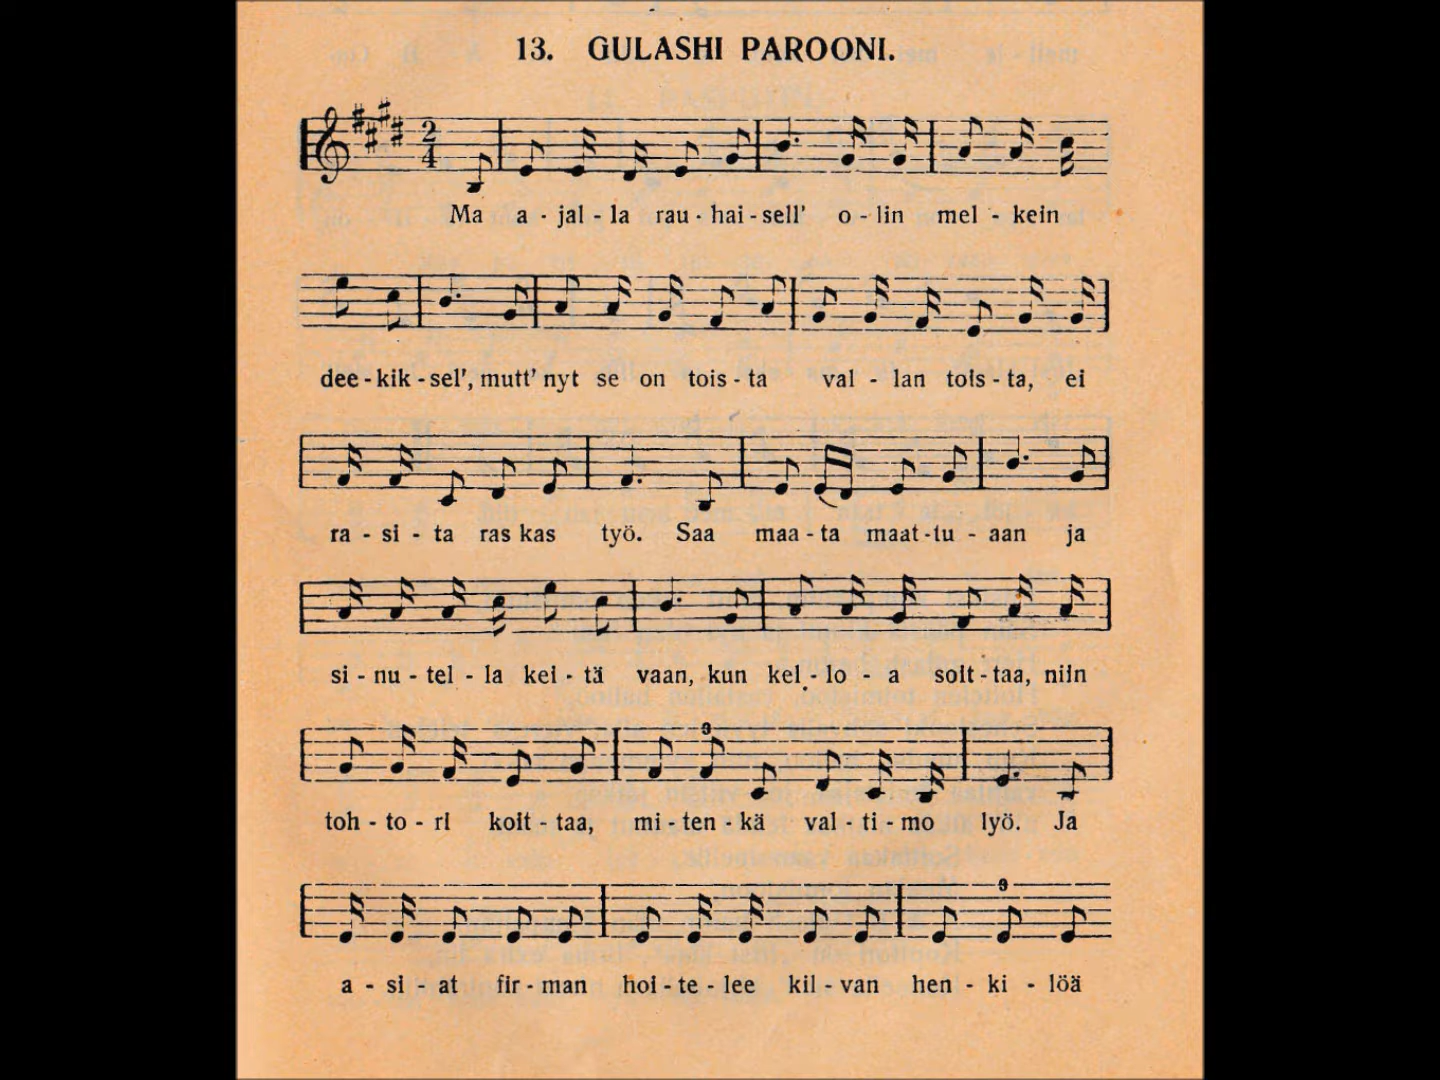 13. GULASHI PAROONI.
2
4
Ma a - jal - la rau - hai - sell' o - lin mel - kein
dee - kik - sel', mutt' nyt se on tois - ta val - lan tois - ta, ei
ra - si - ta ras kas työ. Saa maa - ta maat - tu - aan ja
si - nu - tel - la kei - tä vaan, kun kel - lo - a soit - taa, niin
3
toh - to - ri koit - taa, mi - ten - kä val - ti - mo lyö. Ja
3
a - si - at fir - man hoi - te - lee kil - van hen - ki - löä